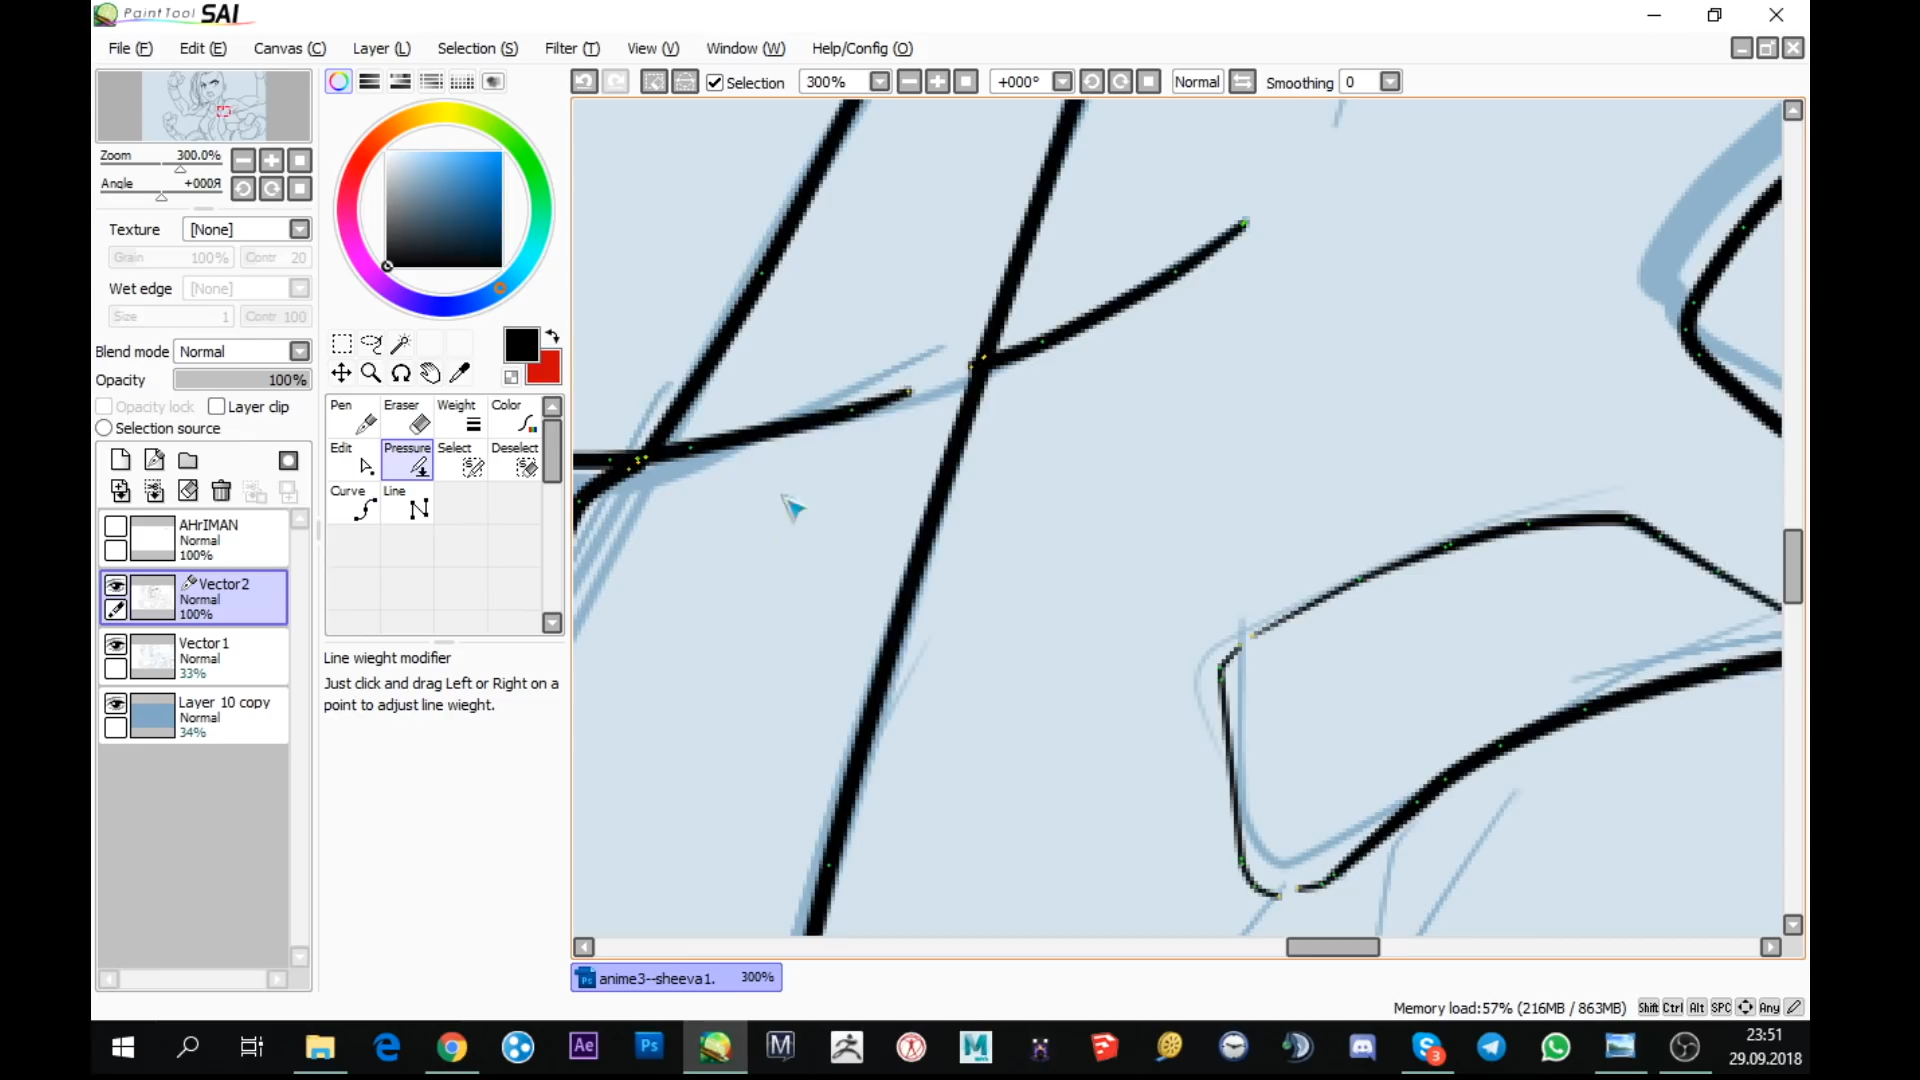 PaintTool SAI
File (F) Edit (E) Canvas (C) Layer (L) Selection (S) Filter (T) View (V) Window (W) Help/Config (O)
Selection 300% +000° Normal Smoothing 0
Zoom 300.0%
Angle +000Я
Texture [None]
Grain 100% Contr 20
Wet edge [None]
Size 1 Contr 100
Blend mode Normal
Opacity 100%
Opacity lock Layer clip
Selection source
AHrIMAN
Normal
100%
Vector2
Normal
100%
Vector1
Normal
33%
Layer 10 copy
Normal
34%
Pen Eraser Weight Color
Edit Pressure Select Deselect
Curve Line
Line wieght modifier
Just click and drag Left or Right on a
point to adjust line wieght.
Ps anime3--sheeva1. 300%
Memory load:57% (216MB / 863MB) Shift Ctrl Alt SPC Any
Ae Ps M M 3
23:51
29.09.2018